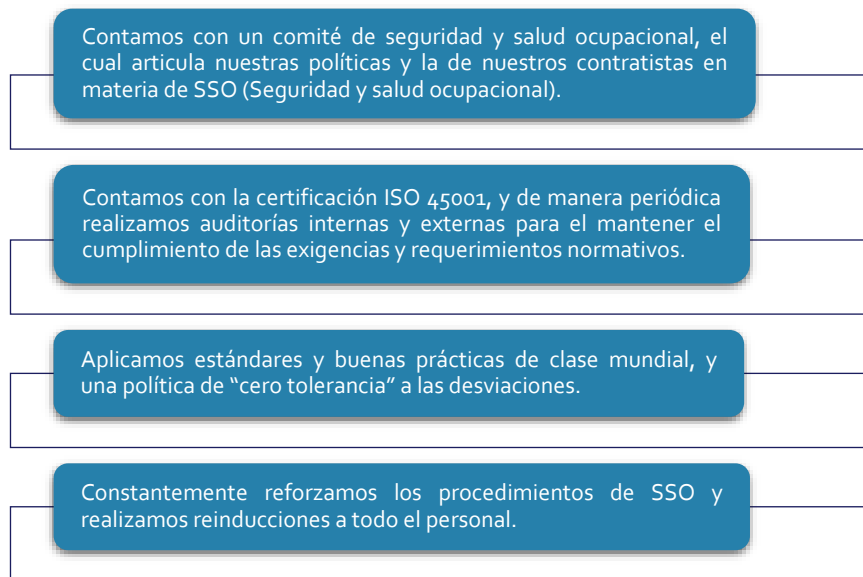 Contamos con un comité de seguridad y salud ocupacional, el
cual articula nuestras políticas y la de nuestros contratistas en
materia de SSO (Seguridad y salud ocupacional).
Contamos con la certificación ISO 45001, y de manera periódica
realizamos auditorías internas y externas para el mantener el
cumplimiento de las exigencias y requerimientos normativos.
Aplicamos estándares y buenas prácticas de clase mundial, y
una política de “cero tolerancia” a las desviaciones.
Constantemente reforzamos los procedimientos de SSO y
realizamos reinducciones a todo el personal.